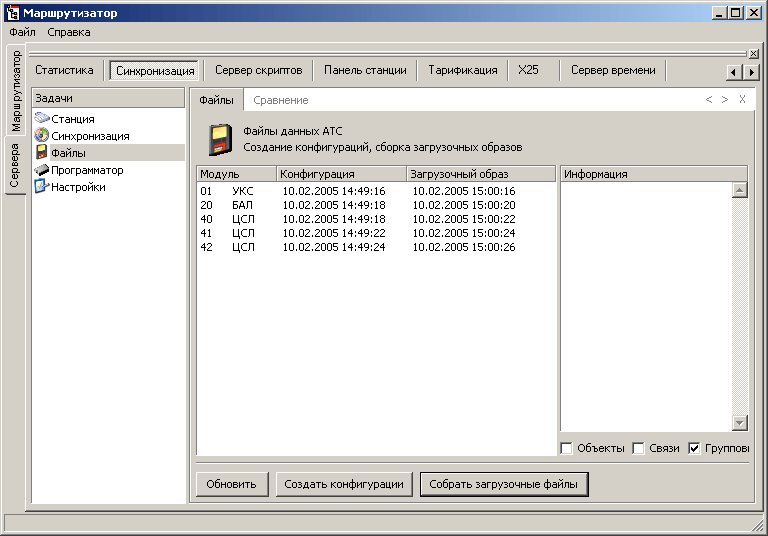 Маршрутизатор
Файл Справка
Маршрутизатор
Сервера
Статистика Синхронизация Сервер скриптов Панель станции Тарификация X25 Сервер времени
Задачи
Станция
Синхронизация
Файлы
Программатор
Настройки
Файлы Сравнение < > X
Файлы данных АТС
Создание конфигураций, сборка загрузочных образов
Модуль Конфигурация Загрузочный образ Информация
01 УКС 10.02.2005 14:49:16 10.02.2005 15:00:16
20 БАЛ 10.02.2005 14:49:18 10.02.2005 15:00:20
40 ЦСЛ 10.02.2005 14:49:18 10.02.2005 15:00:22
41 ЦСЛ 10.02.2005 14:49:22 10.02.2005 15:00:24
42 ЦСЛ 10.02.2005 14:49:24 10.02.2005 15:00:26
Объекты Связи Группов
Обновить Создать конфигурации Собрать загрузочные файлы